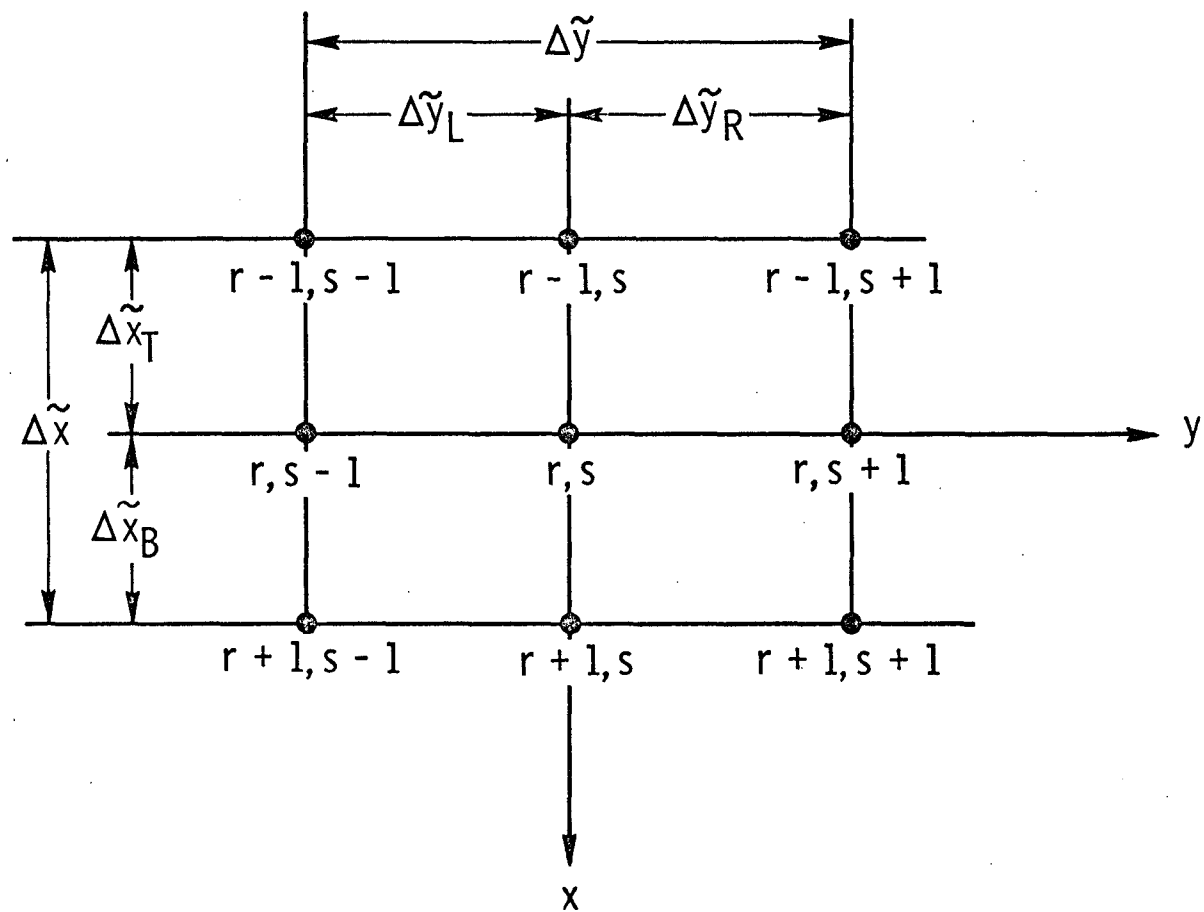 Δỹ
Δỹ_L Δỹ_R
r - 1, s - 1 r - 1, s r - 1, s + 1
Δx̃_T
Δx̃
y
r, s - 1 r, s r, s + 1
Δx̃_B
r + 1, s - 1 r + 1, s r + 1, s + 1
x